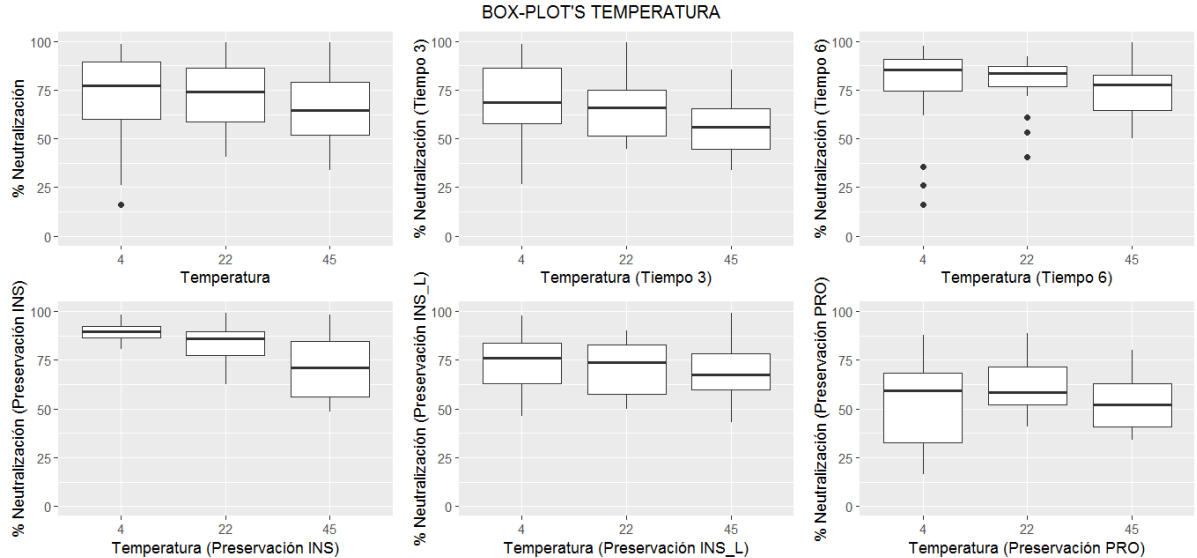 BOX-PLOT'S TEMPERATURA
% Neutralización
100
75
50
25
0
4 22 45
Temperatura
% Neutralización (Tiempo 3)
100
75
50
25
0
4 22 45
Temperatura (Tiempo 3)
% Neutralización (Tiempo 6)
100
75
50
25
0
4 22 45
Temperatura (Tiempo 6)
% Neutralización (Preservación INS)
100
75
50
25
0
4 22 45
Temperatura (Preservación INS)
% Neutralización (Preservación INS_L)
100
75
50
25
0
4 22 45
Temperatura (Preservación INS_L)
% Neutralización (Preservación PRO)
100
75
50
25
0
4 22 45
Temperatura (Preservación PRO)